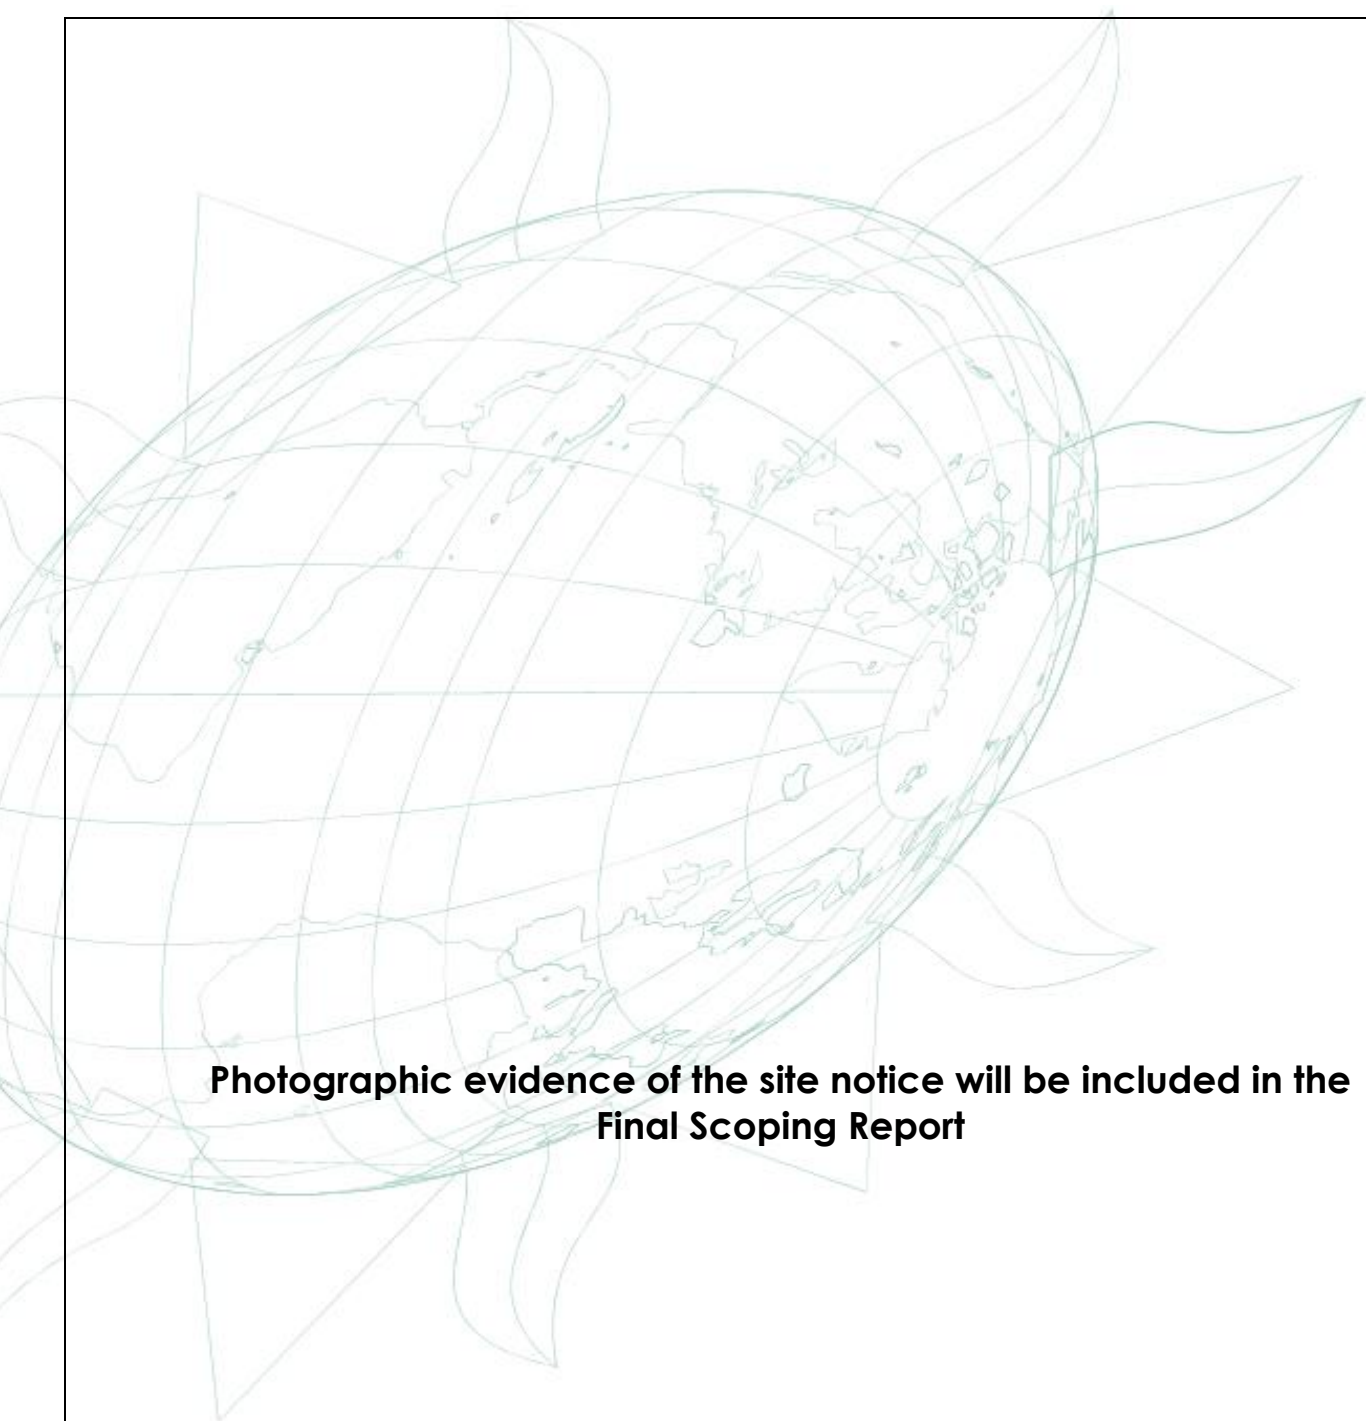 Photographic evidence of the site notice will be included in the
Final Scoping Report